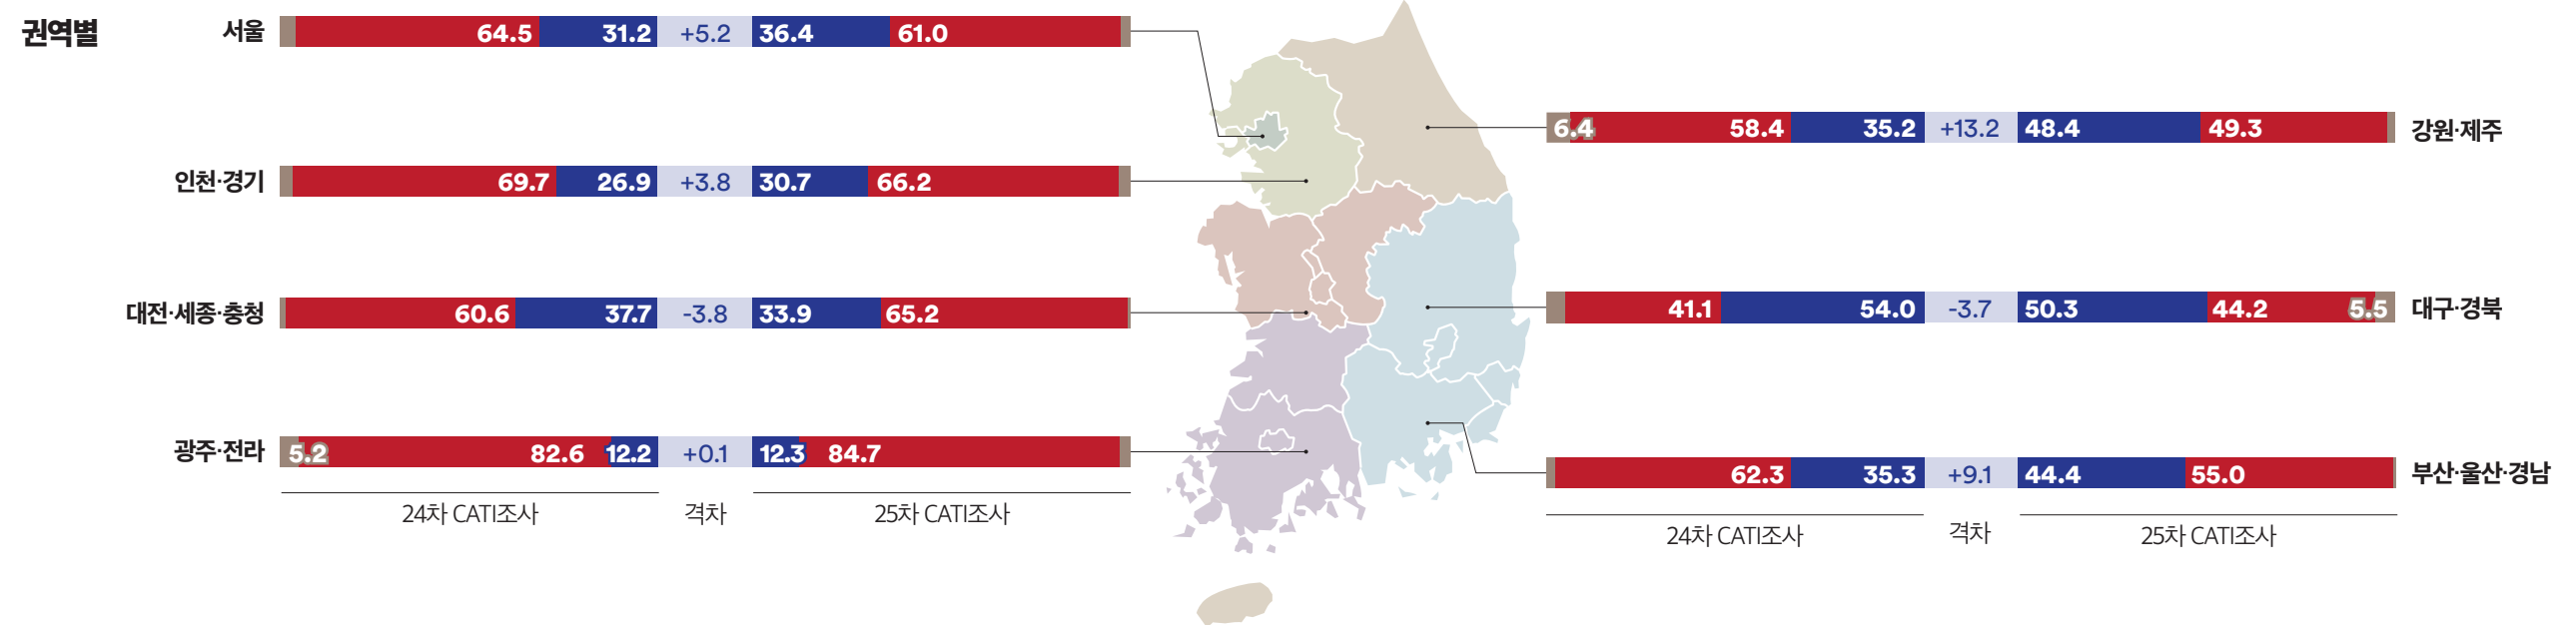 권역별
서울 64.5 31.2 +5.2 36.4 61.0
인천·경기 69.7 26.9 +3.8 30.7 66.2
대전·세종·충청 60.6 37.7 -3.8 33.9 65.2
광주·전라 5.2 82.6 12.2 +0.1 12.3 84.7
24차 CATI조사 격차 25차 CATI조사
6.4 58.4 35.2 +13.2 48.4 49.3 강원·제주
41.1 54.0 -3.7 50.3 44.2 5.5 대구·경북
62.3 35.3 +9.1 44.4 55.0 부산·울산·경남
24차 CATI조사 격차 25차 CATI조사